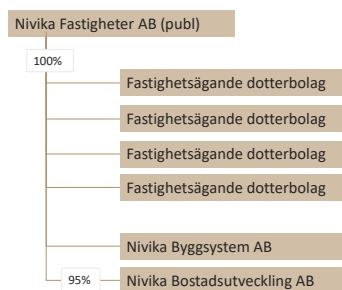 Nivika Fastigheter AB (publ)
100%
Fastighetsägande dotterbolag
Fastighetsägande dotterbolag
Fastighetsägande dotterbolag
Fastighetsägande dotterbolag
Nivika Byggsystem AB
95%
Nivika Bostadsutveckling AB